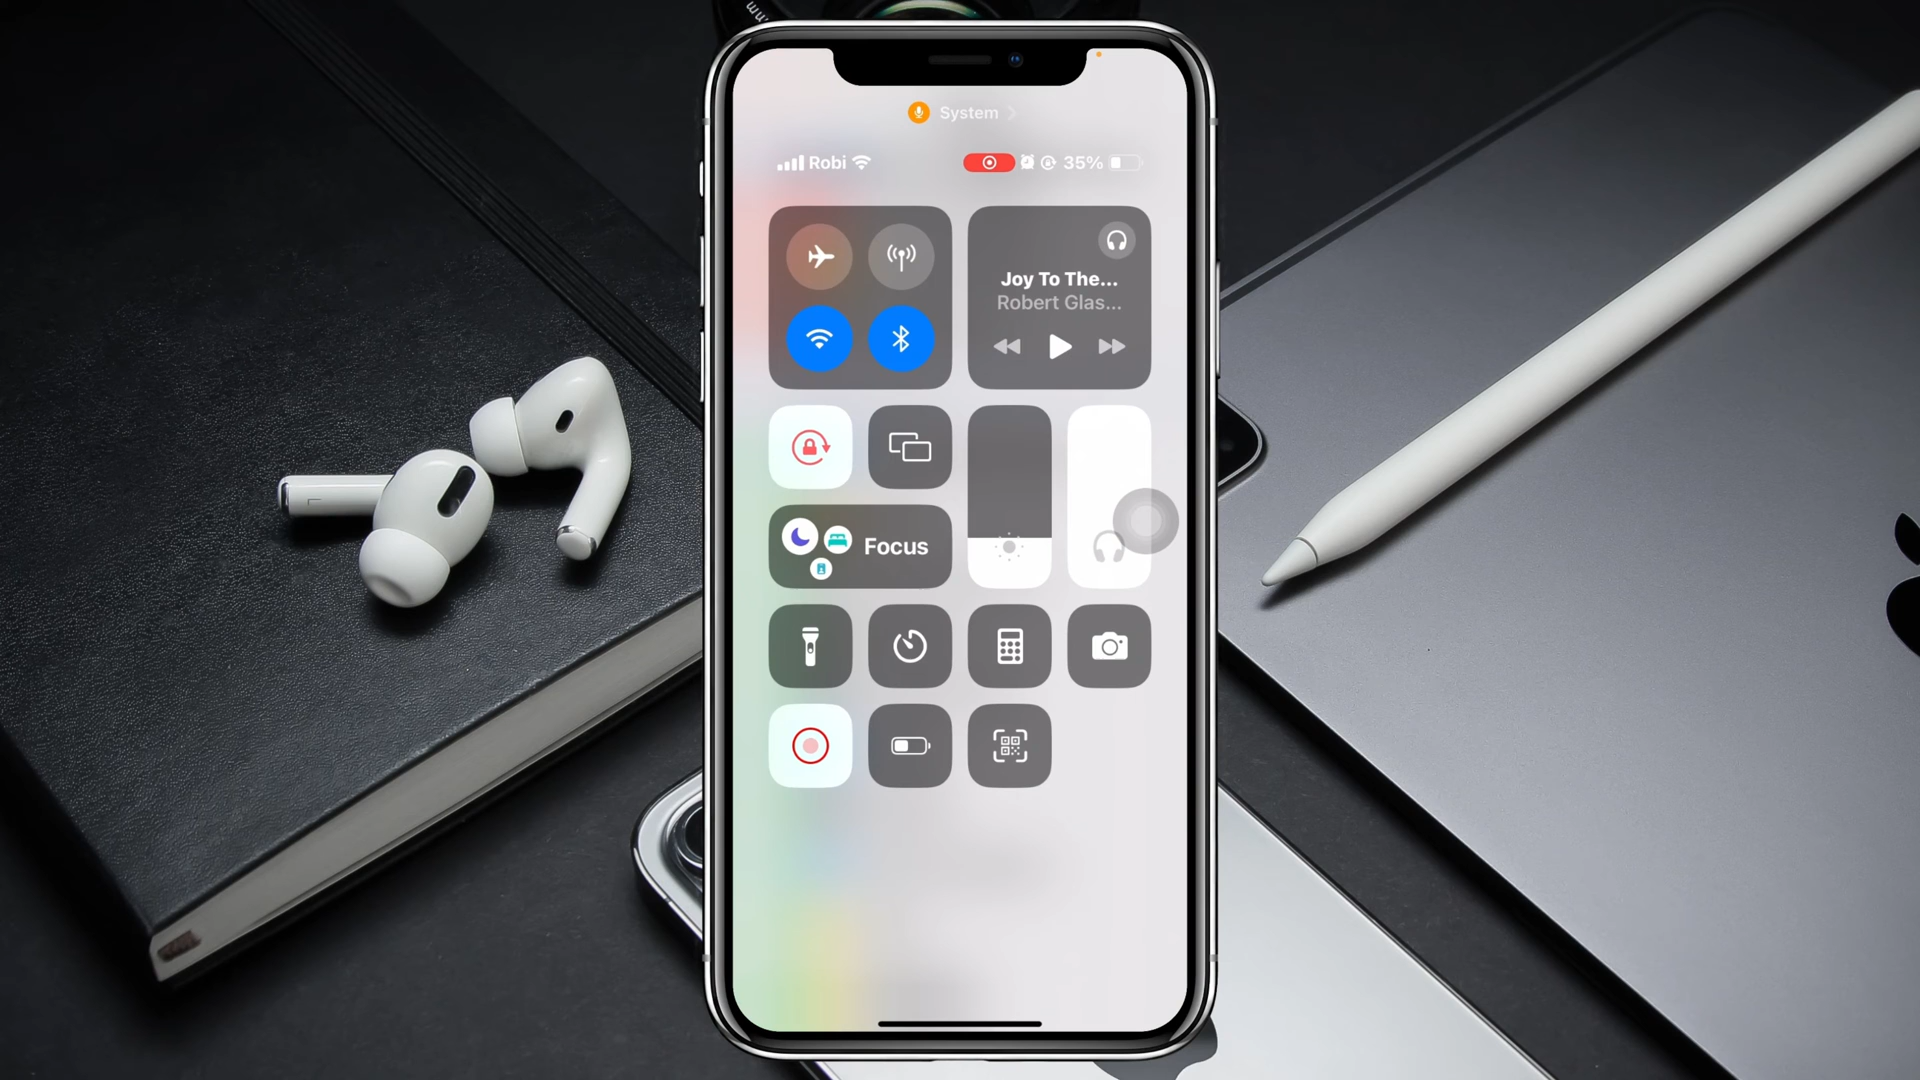 System
Robi
35%
Joy To The...
Robert Glas...
Focus
L